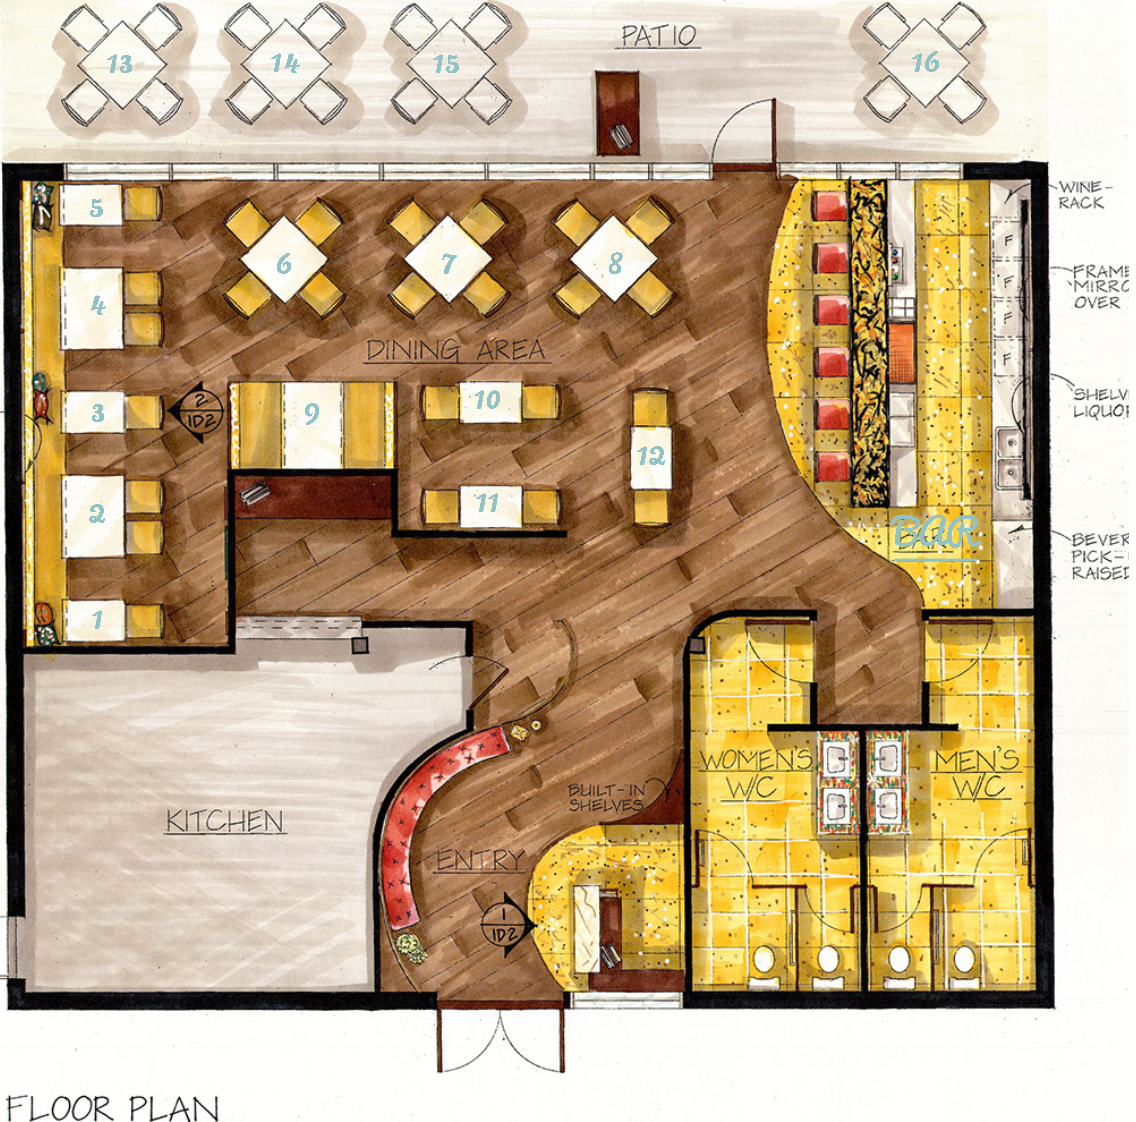 13
14
15
PATIO
16
WINE-
RACK
5
6
7
8
F
F
F
F
FRAME
MIRRO
OVER
4
DINING AREA
3
2
1D2
9
10
12
SHELV
LIQUOR
2
11
BAR
BEVER
PICK-
RAISED
1
WOMEN'S
W/C
MEN'S
W/C
BUILT-IN
SHELVES
KITCHEN
ENTRY
1
1D2
FLOOR PLAN